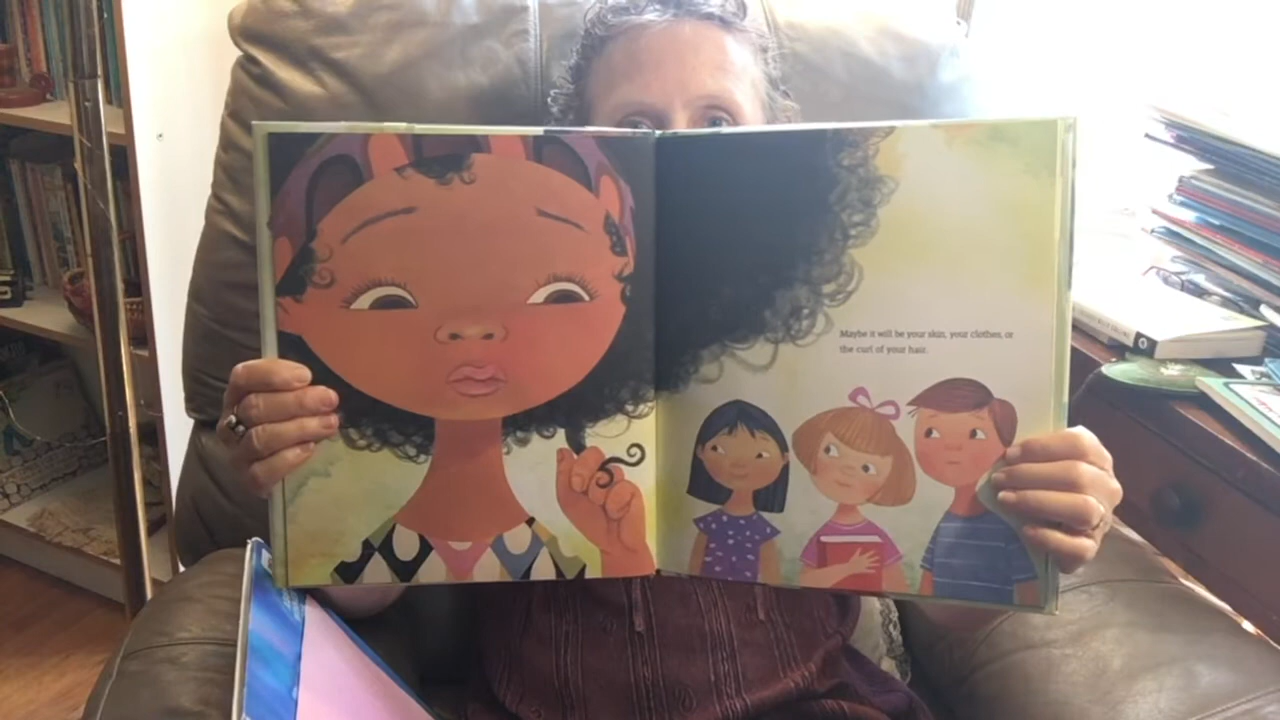 Maybe it will be your skin, your clothes, or
the curl of your hair.